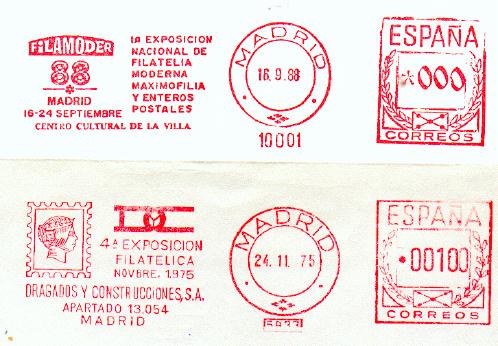 FILAMODER
88
MADRID
16-24 SEPTIEMBRE
CENTRO CULTURAL DE LA VILLA
1ª EXPOSICION
NACIONAL DE
FILATELIA
MODERNA
MAXIMOFILIA
Y ENTEROS
POSTALES
MADRID
16.9.88
10001
ESPAÑA
*000
CORREOS
4ª EXPOSICION
FILATELICA
NOVBRE. 1975
DRAGADOS Y CONSTRUCCIONES, S.A.
APARTADO 13.054
MADRID
MADRID
24.11.75
ESPAÑA
•00100
CORREOS